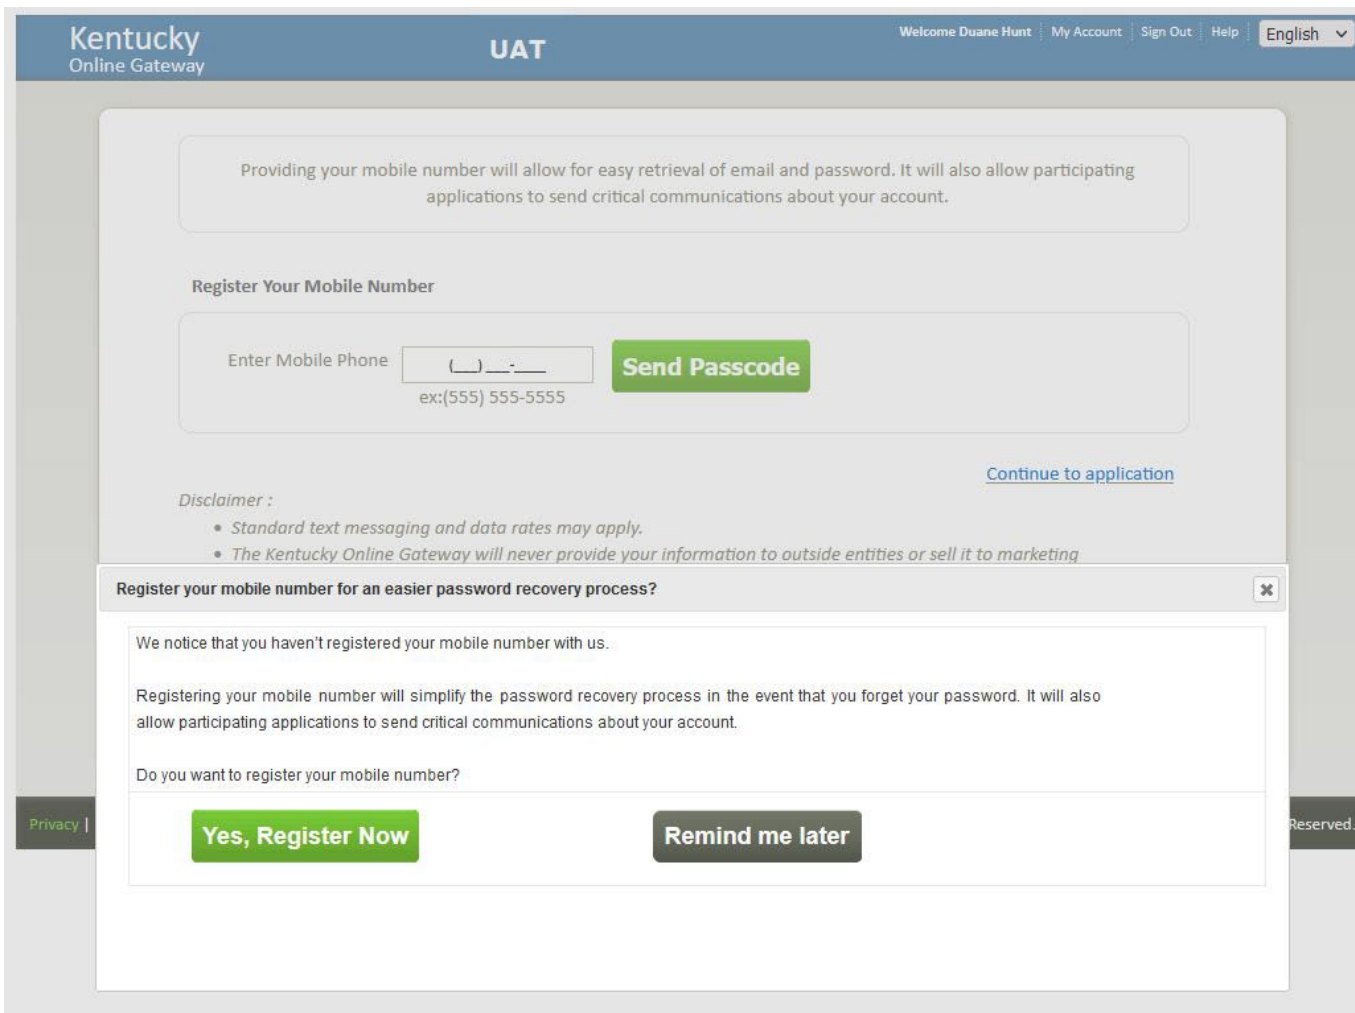 Kentucky
Online Gateway
UAT
Welcome Duane Hunt
My Account
Sign Out
Help
English
Providing your mobile number will allow for easy retrieval of email and password. It will also allow participating
applications to send critical communications about your account.
Register Your Mobile Number
Enter Mobile Phone
(___) ___-____
Send Passcode
ex:(555) 555-5555
Continue to application
Disclaimer :
• Standard text messaging and data rates may apply.
• The Kentucky Online Gateway will never provide your information to outside entities or sell it to marketing
Register your mobile number for an easier password recovery process?
We notice that you haven't registered your mobile number with us.
Registering your mobile number will simplify the password recovery process in the event that you forget your password. It will also
allow participating applications to send critical communications about your account.
Do you want to register your mobile number?
Privacy |
Yes, Register Now
Remind me later
Reserved.